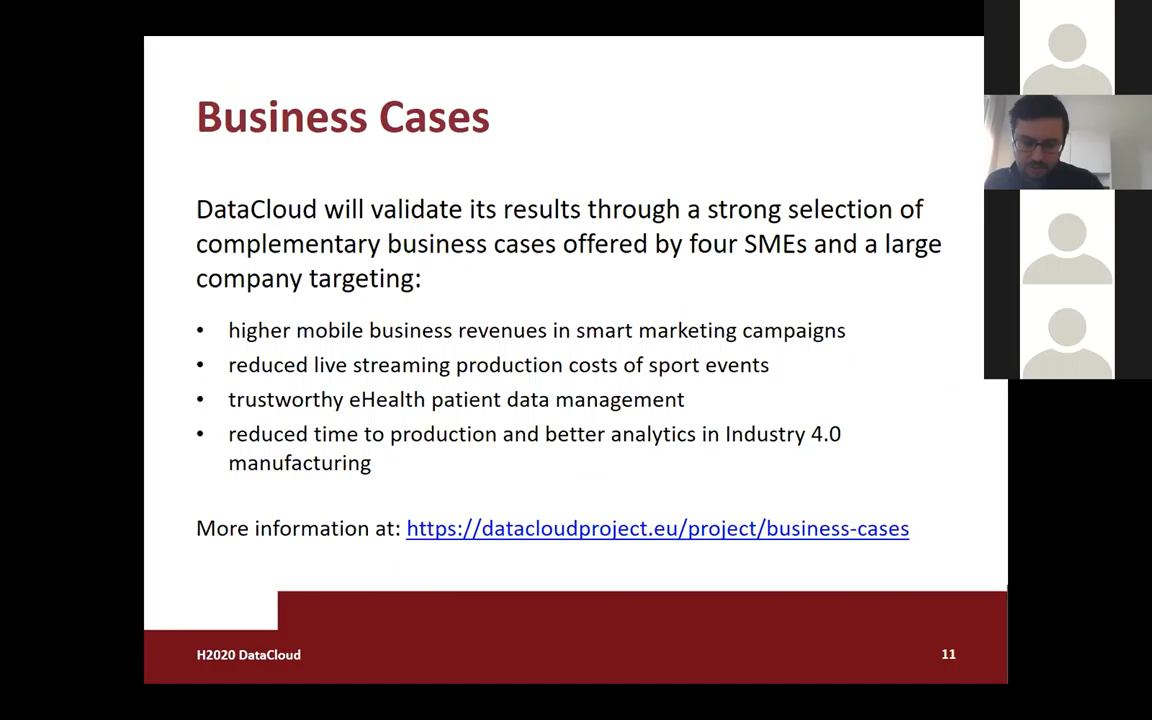 Business Cases
DataCloud will validate its results through a strong selection of
complementary business cases offered by four SMEs and a large
company targeting:
• higher mobile business revenues in smart marketing campaigns
• reduced live streaming production costs of sport events
• trustworthy eHealth patient data management
• reduced time to production and better analytics in Industry 4.0
manufacturing
More information at: https://datacloudproject.eu/project/business-cases
H2020 DataCloud
11